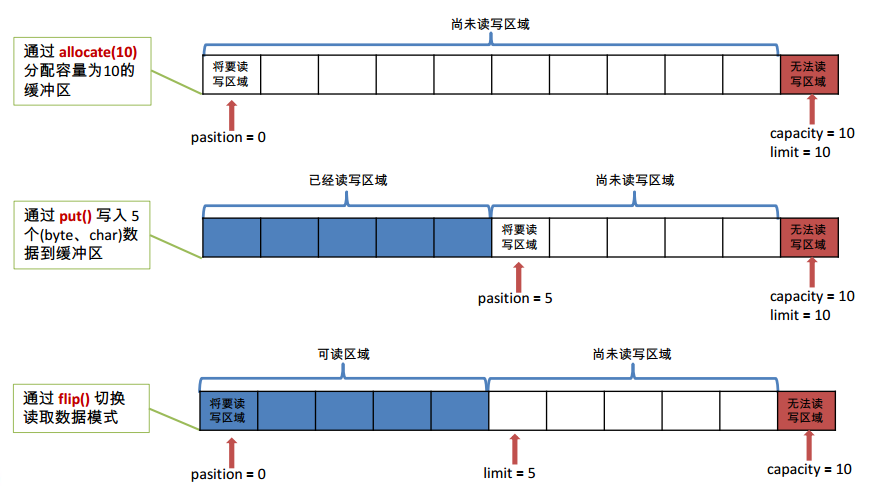 尚未读写区域
通过 allocate(10)
分配容量为10的
缓冲区
将要读
写区域
无法读
写区域
pasition = 0
capacity = 10
limit = 10
已经读写区域
尚未读写区域
通过 put() 写入 5
个(byte、char)数
据到缓冲区
将要读
写区域
无法读
写区域
pasition = 5
capacity = 10
limit = 10
可读区域
尚未读写区域
通过 flip() 切换
读取数据模式
将要读
写区域
无法读
写区域
pasition = 0
limit = 5
capacity = 10